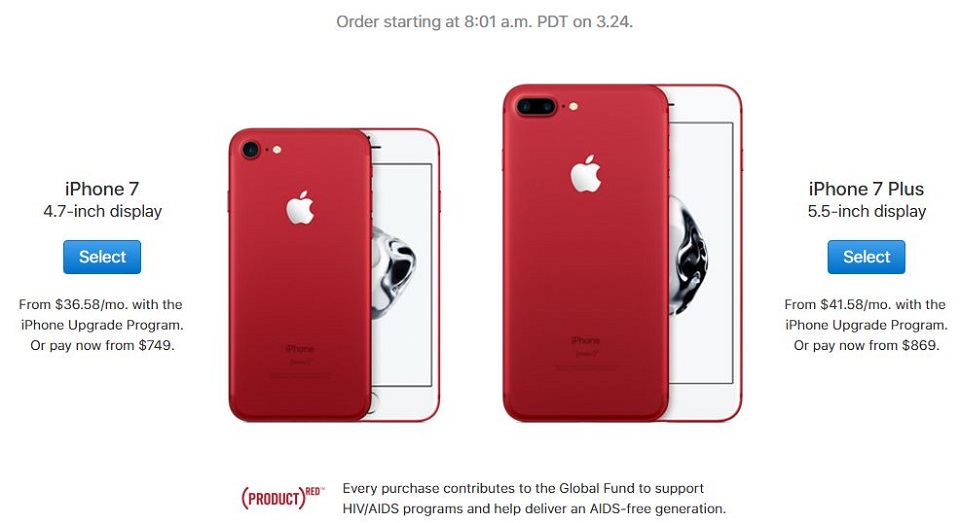 Order starting at 8:01 a.m. PDT on 3.24.
iPhone 7
4.7-inch display
Select
From $36.58/mo. with the
iPhone Upgrade Program.
Or pay now from $749.
iPhone
iPhone
iPhone 7 Plus
5.5-inch display
Select
From $41.58/mo. with the
iPhone Upgrade Program.
Or pay now from $869.
(PRODUCT)RED™
Every purchase contributes to the Global Fund to support
HIV/AIDS programs and help deliver an AIDS-free generation.